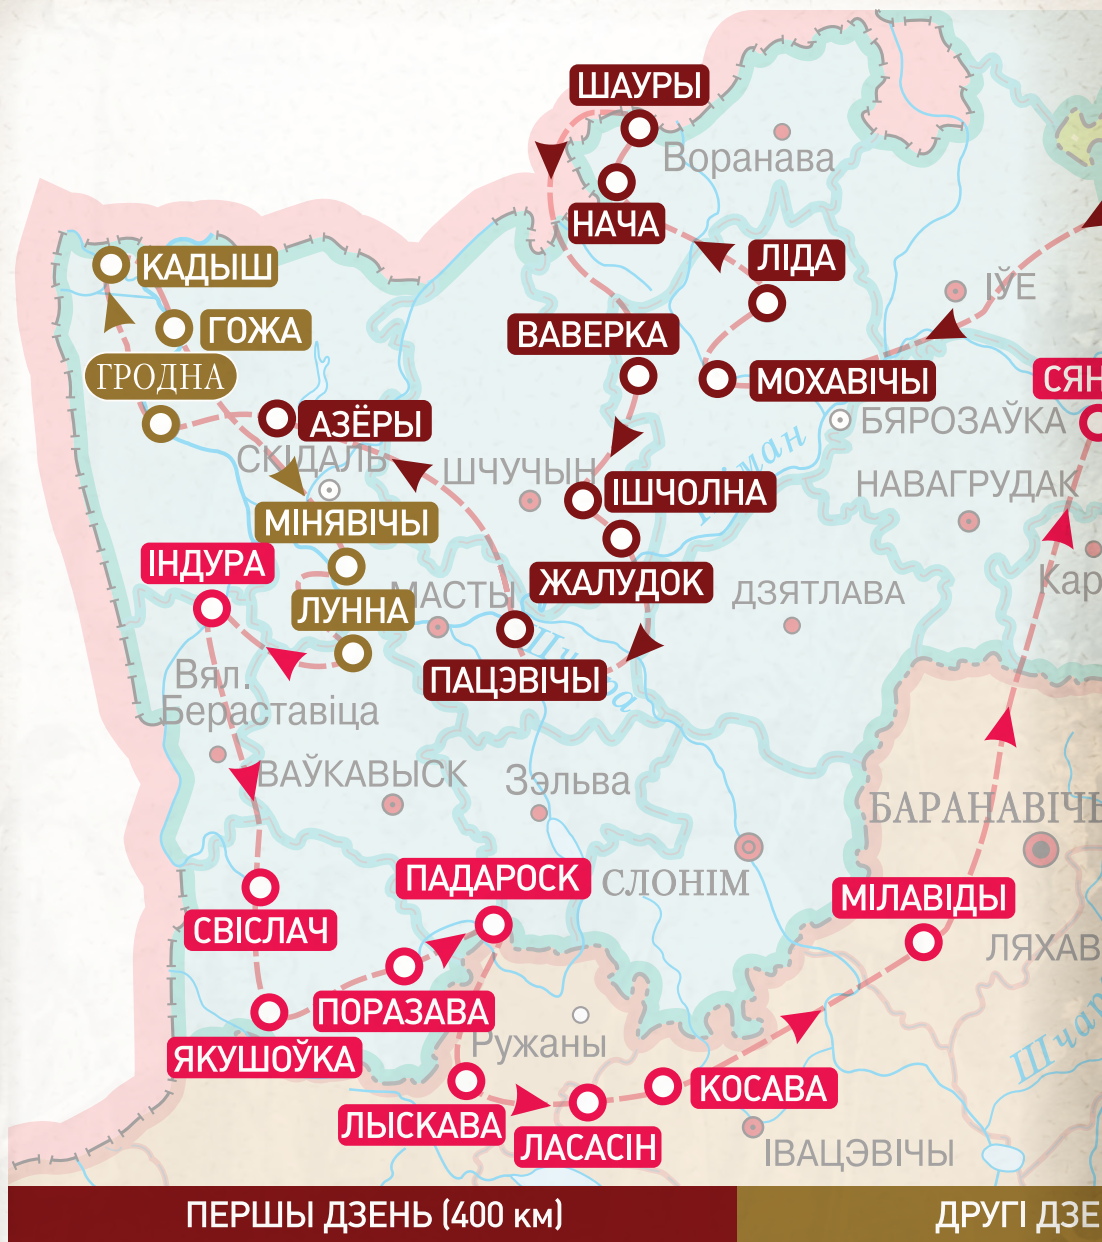 ШАУРЫ
Воранава
НАЧА
ЛІДА
КАДЫШ
ІЎЕ
ГОЖА
ВАВЕРКА
ГРОДНА
МОХАВІЧЫ
СЯН
АЗЁРЫ
БЯРОЗАЎКА
СКІДАЛЬ
ШЧУЧЫН
Нёман
НАВАГРУДАК
ІШЧОЛНА
МІНЯВІЧЫ
ІНДУРА
ЖАЛУДОК
Кар
МАСТЫ
ДЗЯТЛАВА
ЛУННА
Шчара
ПАЦЭВІЧЫ
Вял.
Бераставіца
ВАЎКАВЫСК
Зэльва
БАРАНАВІЧЫ
ПАДАРОСК
СЛОНІМ
МІЛАВІДЫ
СВІСЛАЧ
ЛЯХАВ
ПОРАЗАВА
Ружаны
Шчар
ЯКУШОЎКА
КОСАВА
ЛЫСКАВА
ЛАСАСІН
ІВАЦЭВІЧЫ
ПЕРШЫ ДЗЕНЬ (400 км)
ДРУГІ ДЗЕ